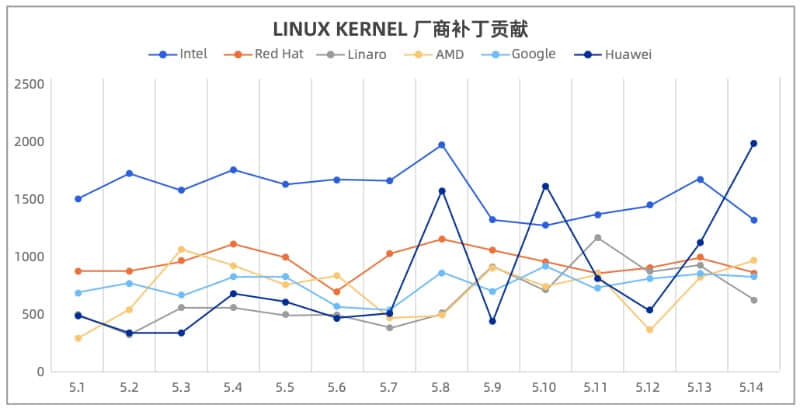 LINUX KERNEL 厂商补丁贡献
Intel Red Hat Linaro AMD Google Huawei
2500
2000
1500
1000
500
0
5.1 5.2 5.3 5.4 5.5 5.6 5.7 5.8 5.9 5.10 5.11 5.12 5.13 5.14